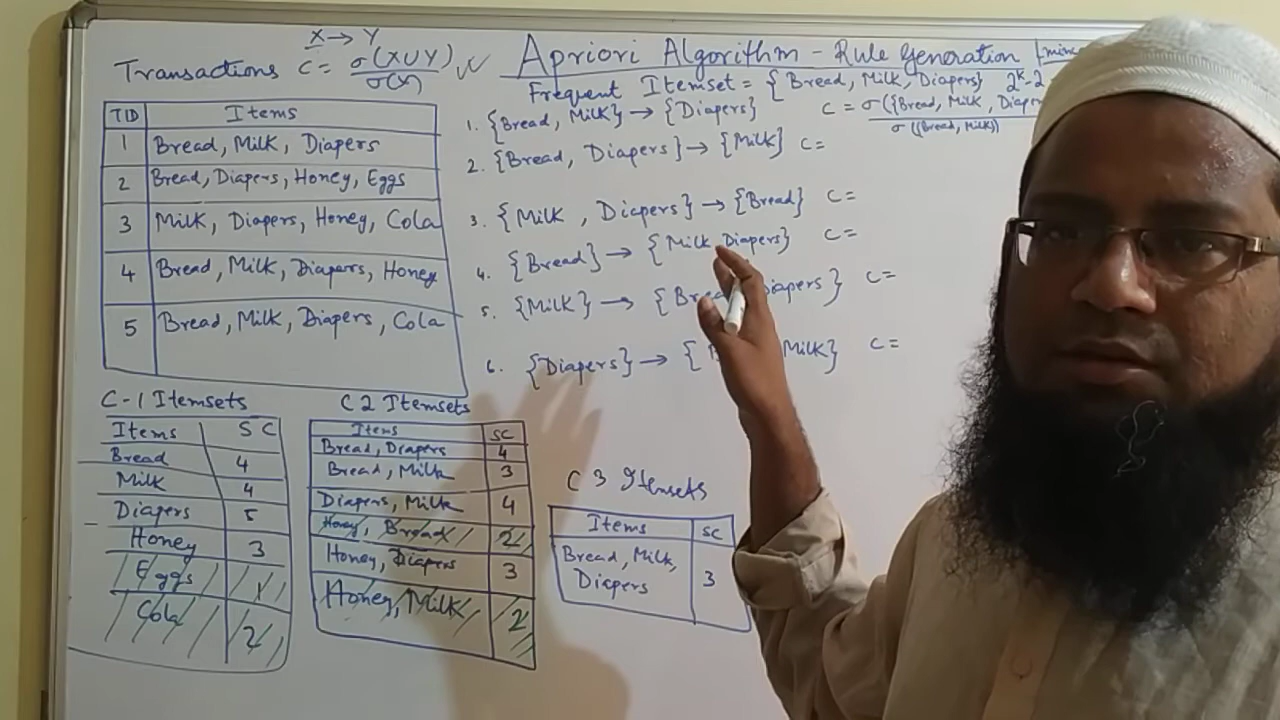 X → Y
Transactions C = σ(XUY)
σ(X)
TID Items
1 Bread, Milk, Diapers
2 Bread, Diapers, Honey, Eggs
3 Milk, Diapers, Honey, Cola
4 Bread, Milk, Diapers, Honey
5 Bread, Milk, Diapers, Cola
Apriori Algorithm - Rule Generation
Frequent Itemset = {Bread, Milk, Diapers} 2^k-2
1. {Bread, Milk} → {Diapers} C = σ({Bread, Milk,
σ({Bread, Milk})
2. {Bread, Diapers} → {Milk} C =
3. {Milk, Diapers} → {Bread} C =
4. {Bread} → {Milk, Diapers} C =
5. {Milk} → {Bread, Diapers} C =
6. {Diapers} → { Milk} C =
C-1 Itemsets
Items SC
Bread 4
Milk 4
Diapers 5
Honey 3
Eggs 1
Cola 2
C2 Itemsets
Items SC
Bread, Diapers 4
Bread, Milk 3
Diapers, Milk 4
Honey, Bread 2
Honey, Diapers 3
Honey, Milk 2
C3 Itemsets
Items SC
Bread, Milk, 3
Diapers